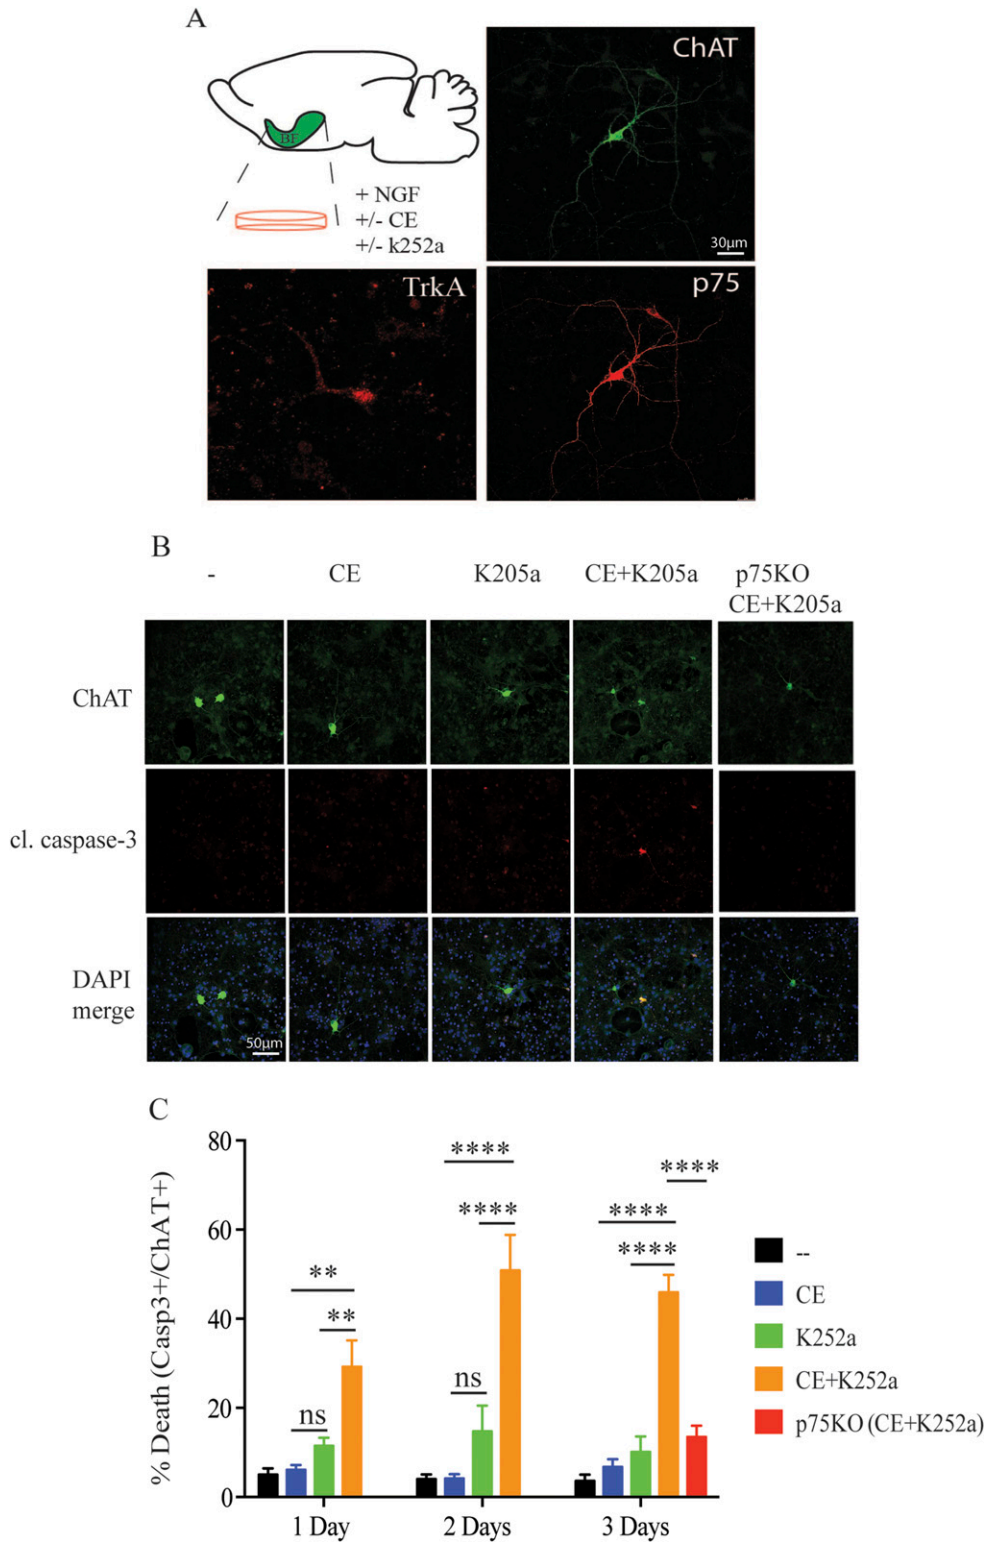 A
BF
+ NGF
+/- CE
+/- k252a
ChAT
30μm
TrkA
p75
B
-
CE
K205a
CE+K205a
p75KO
CE+K205a
ChAT
cl. caspase-3
DAPI
merge
50μm
C
% Death (Casp3+/ChAT+)
80
60
40
20
0
**
**
ns
****
****
ns
****
****
****
1 Day
2 Days
3 Days
--
CE
K252a
CE+K252a
p75KO (CE+K252a)